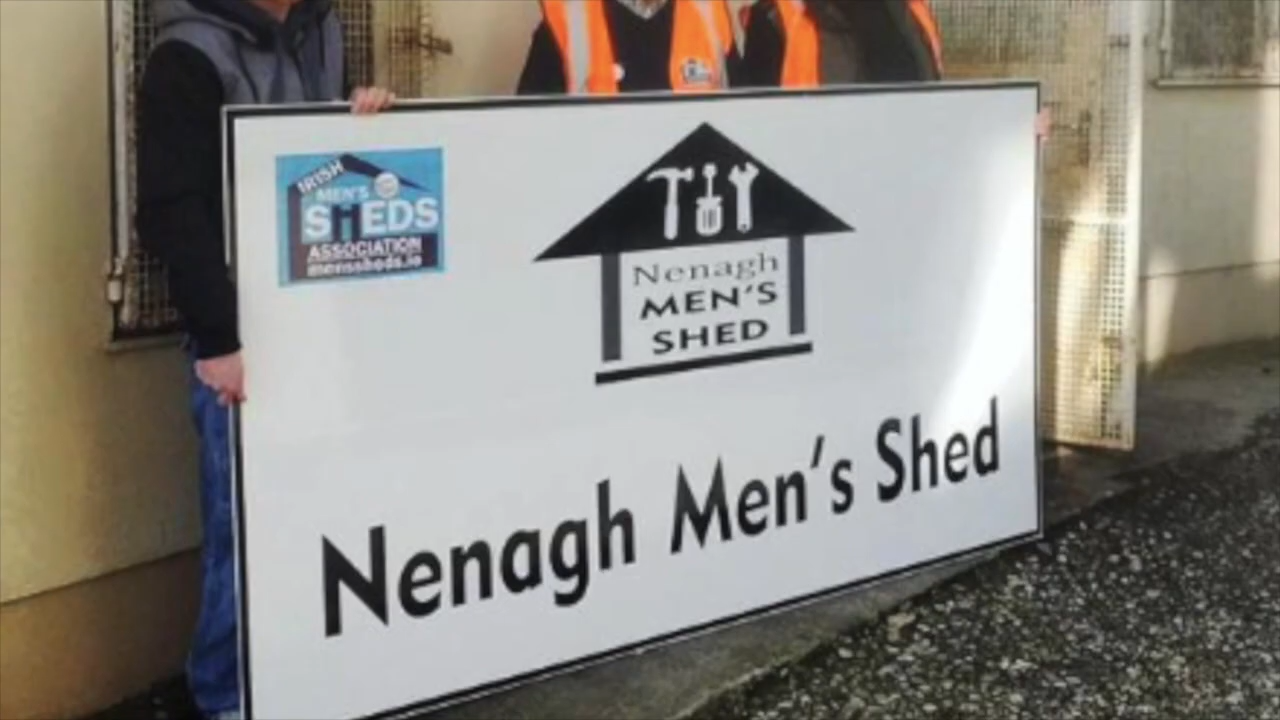 IRISH
MEN'S
SHEDS
ASSOCIATION
menssheds.ie
Nenagh
MEN'S
SHED
Nenagh Men's Shed